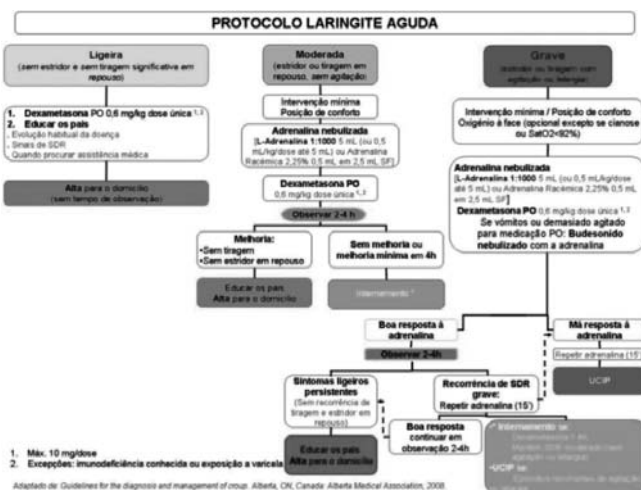 PROTOCOLO LARINGITE AGUDA
Ligeira
(sem estridor e sem tiragem significativa em
repouso)
1. Dexametasona PO 0,6 mg/kg dose única 1, 2
2. Educar os pais
. Evolução habitual da doença
. Sinais de SDR
Quando procurar assistência médica
Alta para o domicílio
(sem tempo de observação)
Moderada
(estridor ou tiragem em
repouso, sem agitação)
Intervenção mínima
Posição de conforto
Adrenalina nebulizada
[L-Adrenalina 1:1000 5 mL (ou 0,5
mL/kg/dose até 5 mL) ou Adrenalina
Racémica 2,25% 0,5 mL em 2,5 mL SF]
Dexametasona PO
0,6 mg/kg dose única 1, 2
Observar 2-4 h
Melhoria:
•Sem tiragem
•Sem estridor em repouso
Educar os pais
Alta para o domicílio
Sem melhoria ou
melhoria mínima em 4h
Internamento *
Grave
(estridor ou tiragem com
agitação ou letargia)
Intervenção mínima / Posição de conforto
Oxigénio à face (opcional excepto se cianose
ou SatO2<92%)
Adrenalina nebulizada
[L-Adrenalina 1:1000 5 mL (ou 0,5 mL/kg/dose
até 5 mL) ou Adrenalina Racémica 2,25% 0,5 mL
em 2,5 mL SF]
Dexametasona PO 0,6 mg/kg dose única 1, 2
Se vómitos ou demasiado agitado
para medicação PO: Budesonido
nebulizado com a adrenalina
Boa resposta à
adrenalina
Observar 2-4h
Má resposta à
adrenalina
Repetir adrenalina (15')
UCIP
Sintomas ligeiros
persistentes
(Sem recorrência de
tiragem e estridor em
repouso)
Educar os pais
Alta para o domicílio
Recorrência de SDR
grave:
Repetir adrenalina (15')
Boa resposta
continuar em
observação 2-4h
* Internamento se:
•UCIP se:
1. Máx. 10 mg/dose
2. Excepções: imunodeficiência conhecida ou exposição a varicela
Adaptado de: Guidelines for the diagnosis and management of croup. Alberta, ON, Canada: Alberta Medical Association, 2008.